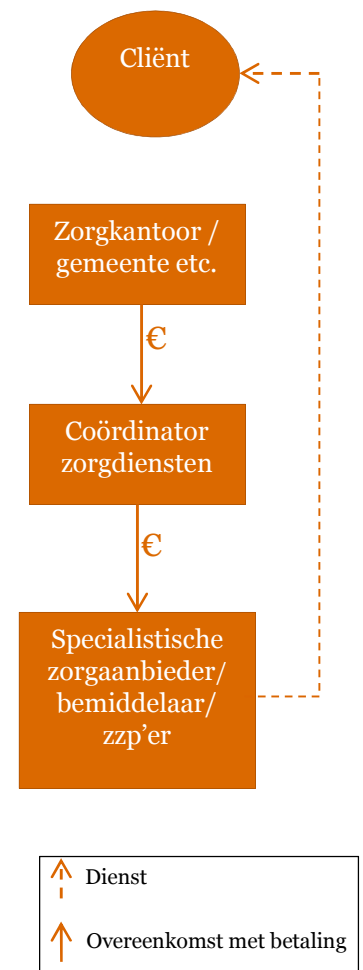 Cliënt
Zorgkantoor /
gemeente etc.
€
Coördinator
zorgdiensten
€
Specialistische
zorgaanbieder/
bemiddelaar/
zzp’er
Dienst
Overeenkomst met betaling